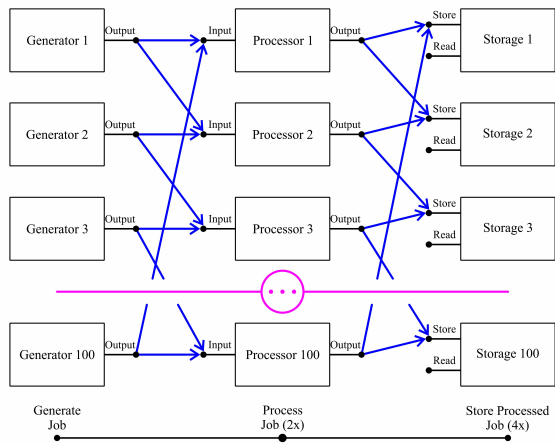 Generator 1
Output
Input
Processor 1
Output
Store
Read
Storage 1
Generator 2
Output
Input
Processor 2
Output
Store
Read
Storage 2
Generator 3
Output
Input
Processor 3
Output
Store
Read
Storage 3
Generator 100
Output
Input
Processor 100
Output
Store
Read
Storage 100
Generate
Job
Process
Job (2x)
Store Processed
Job (4x)